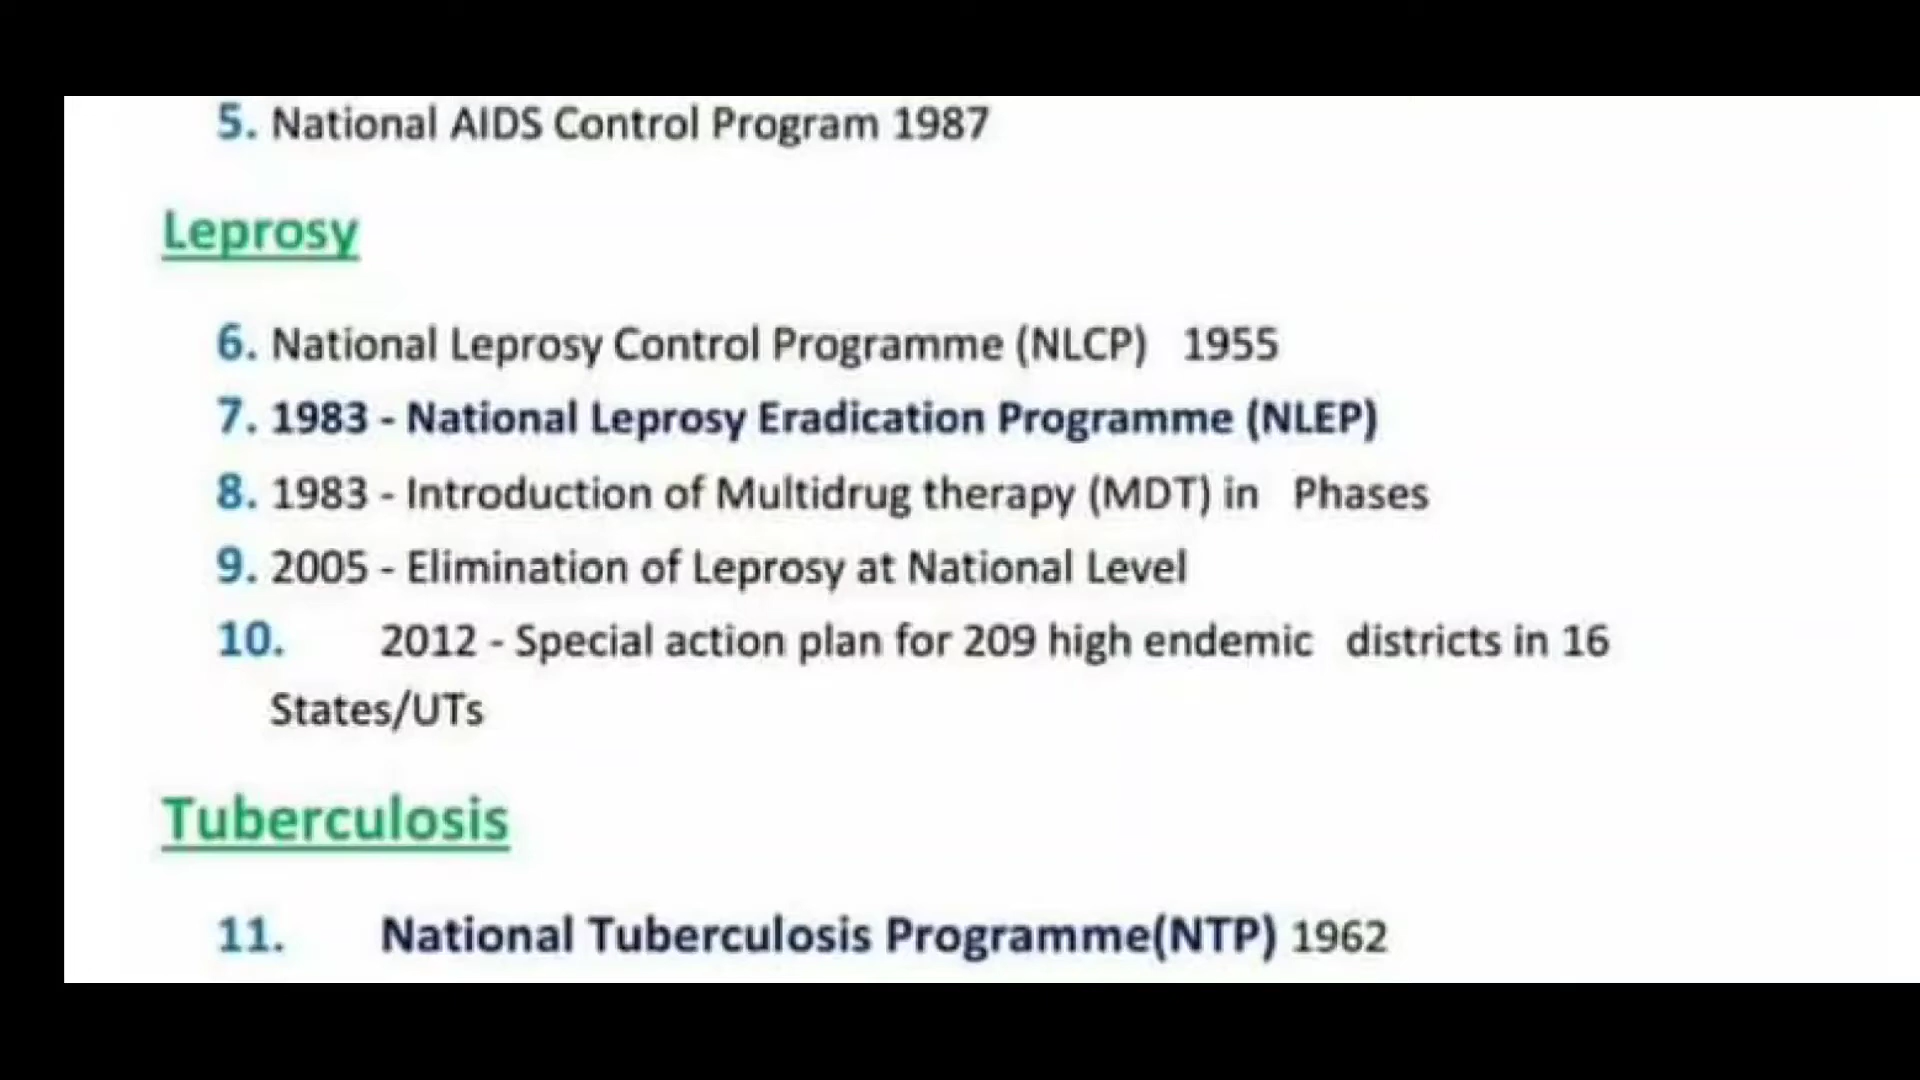 5. National AIDS Control Program 1987
Leprosy
6. National Leprosy Control Programme (NLCP) 1955
7. 1983 - National Leprosy Eradication Programme (NLEP)
8. 1983 - Introduction of Multidrug therapy (MDT) in Phases
9. 2005 - Elimination of Leprosy at National Level
10. 2012 - Special action plan for 209 high endemic districts in 16
States/UTs
Tuberculosis
11. National Tuberculosis Programme(NTP) 1962